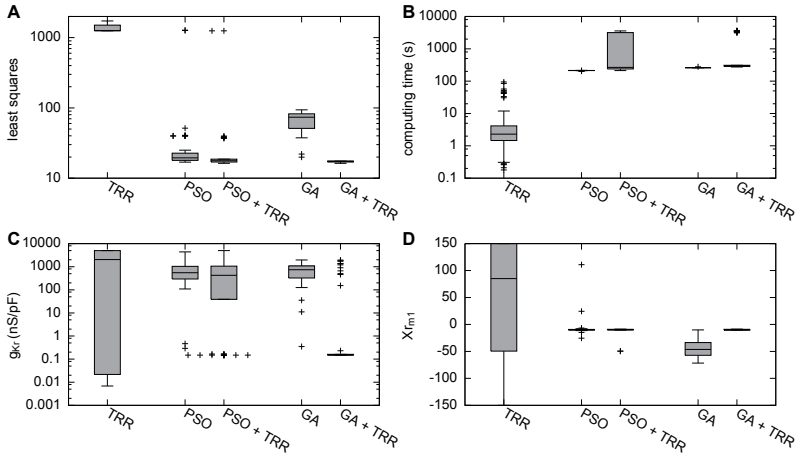 A
least squares
1000
100
10
TRR
PSO
PSO + TRR
GA
GA + TRR
B
computing time (s)
10000
1000
100
10
1
0.1
TRR
PSO
PSO + TRR
GA
GA + TRR
C
gKr (nS/pF)
10000
1000
100
10
1
0.1
0.01
0.001
TRR
PSO
PSO + TRR
GA
GA + TRR
D
Xrm1
150
100
50
0
-50
-100
-150
TRR
PSO
PSO + TRR
GA
GA + TRR